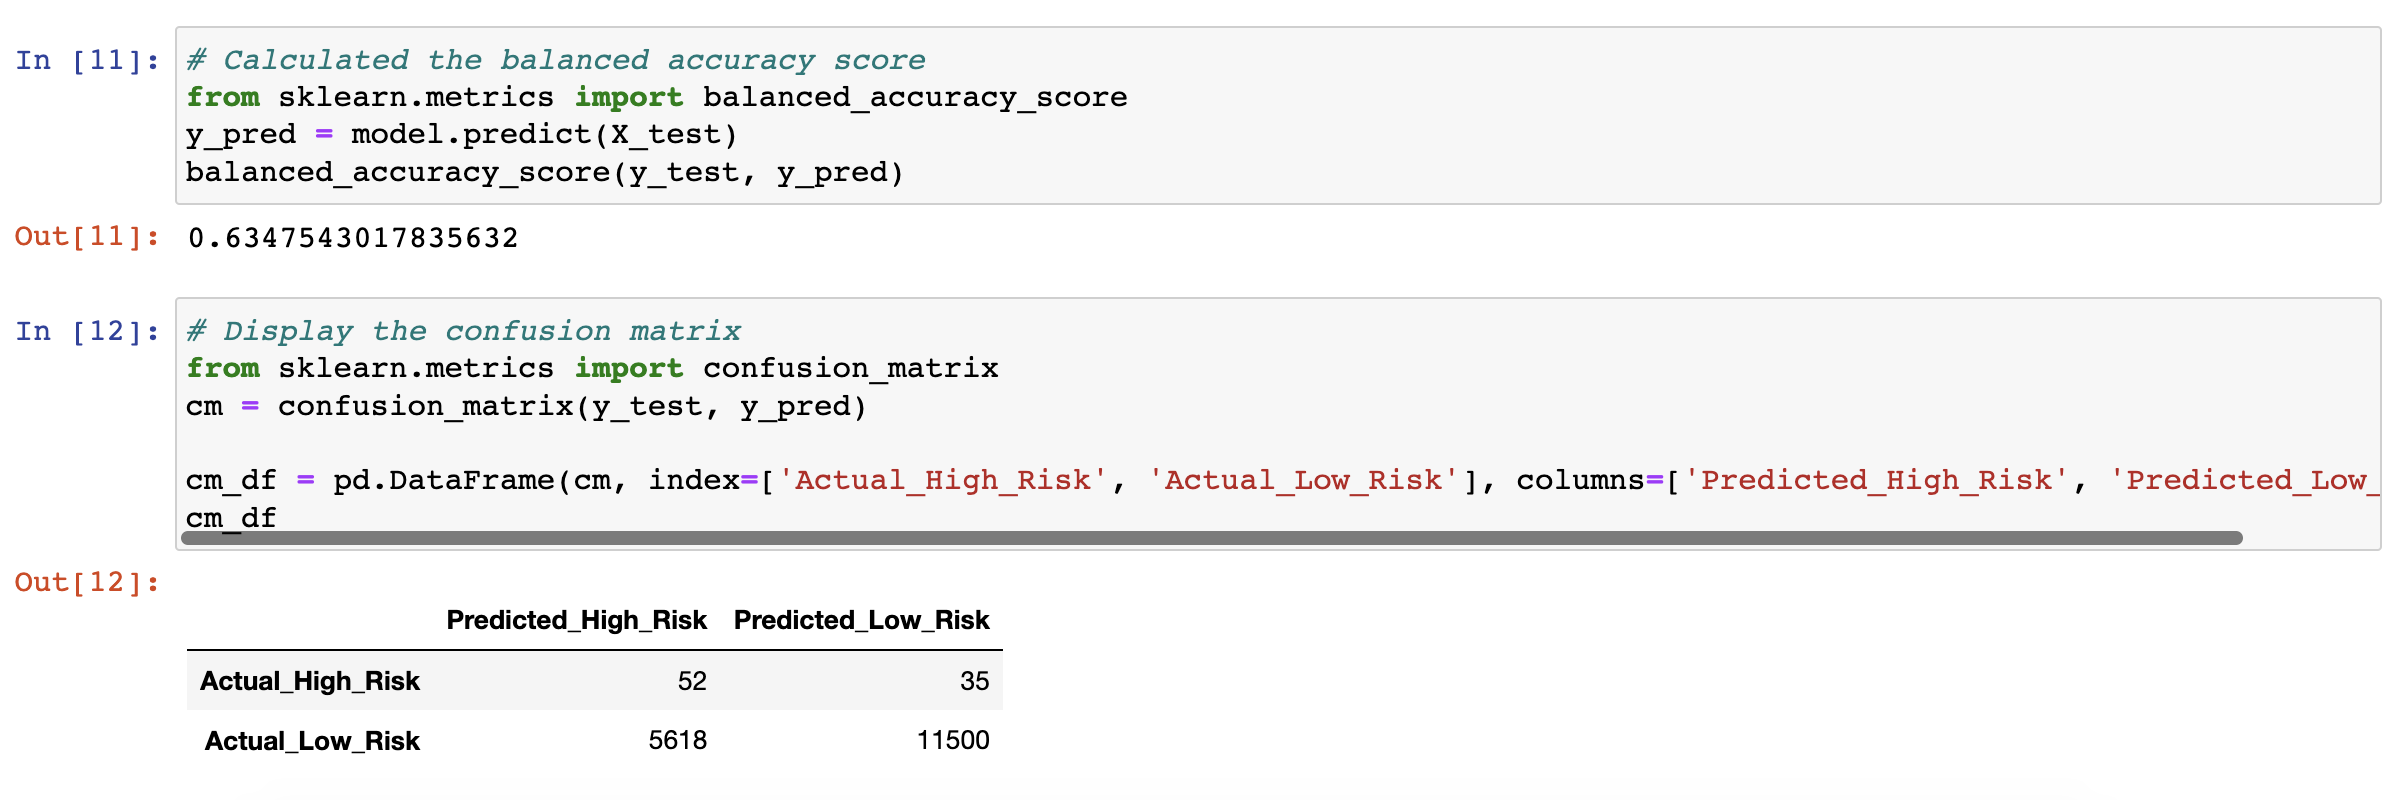 In [11]:
# Calculated the balanced accuracy score
from sklearn.metrics import balanced_accuracy_score
y_pred = model.predict(X_test)
balanced_accuracy_score(y_test, y_pred)
Out[11]: 0.6347543017835632
In [12]:
# Display the confusion matrix
from sklearn.metrics import confusion_matrix
cm = confusion_matrix(y_test, y_pred)
cm_df = pd.DataFrame(cm, index=['Actual_High_Risk', 'Actual_Low_Risk'], columns=['Predicted_High_Risk', 'Predicted_Low_
cm_df
Out[12]:
Predicted_High_Risk Predicted_Low_Risk
Actual_High_Risk 52 35
Actual_Low_Risk 5618 11500